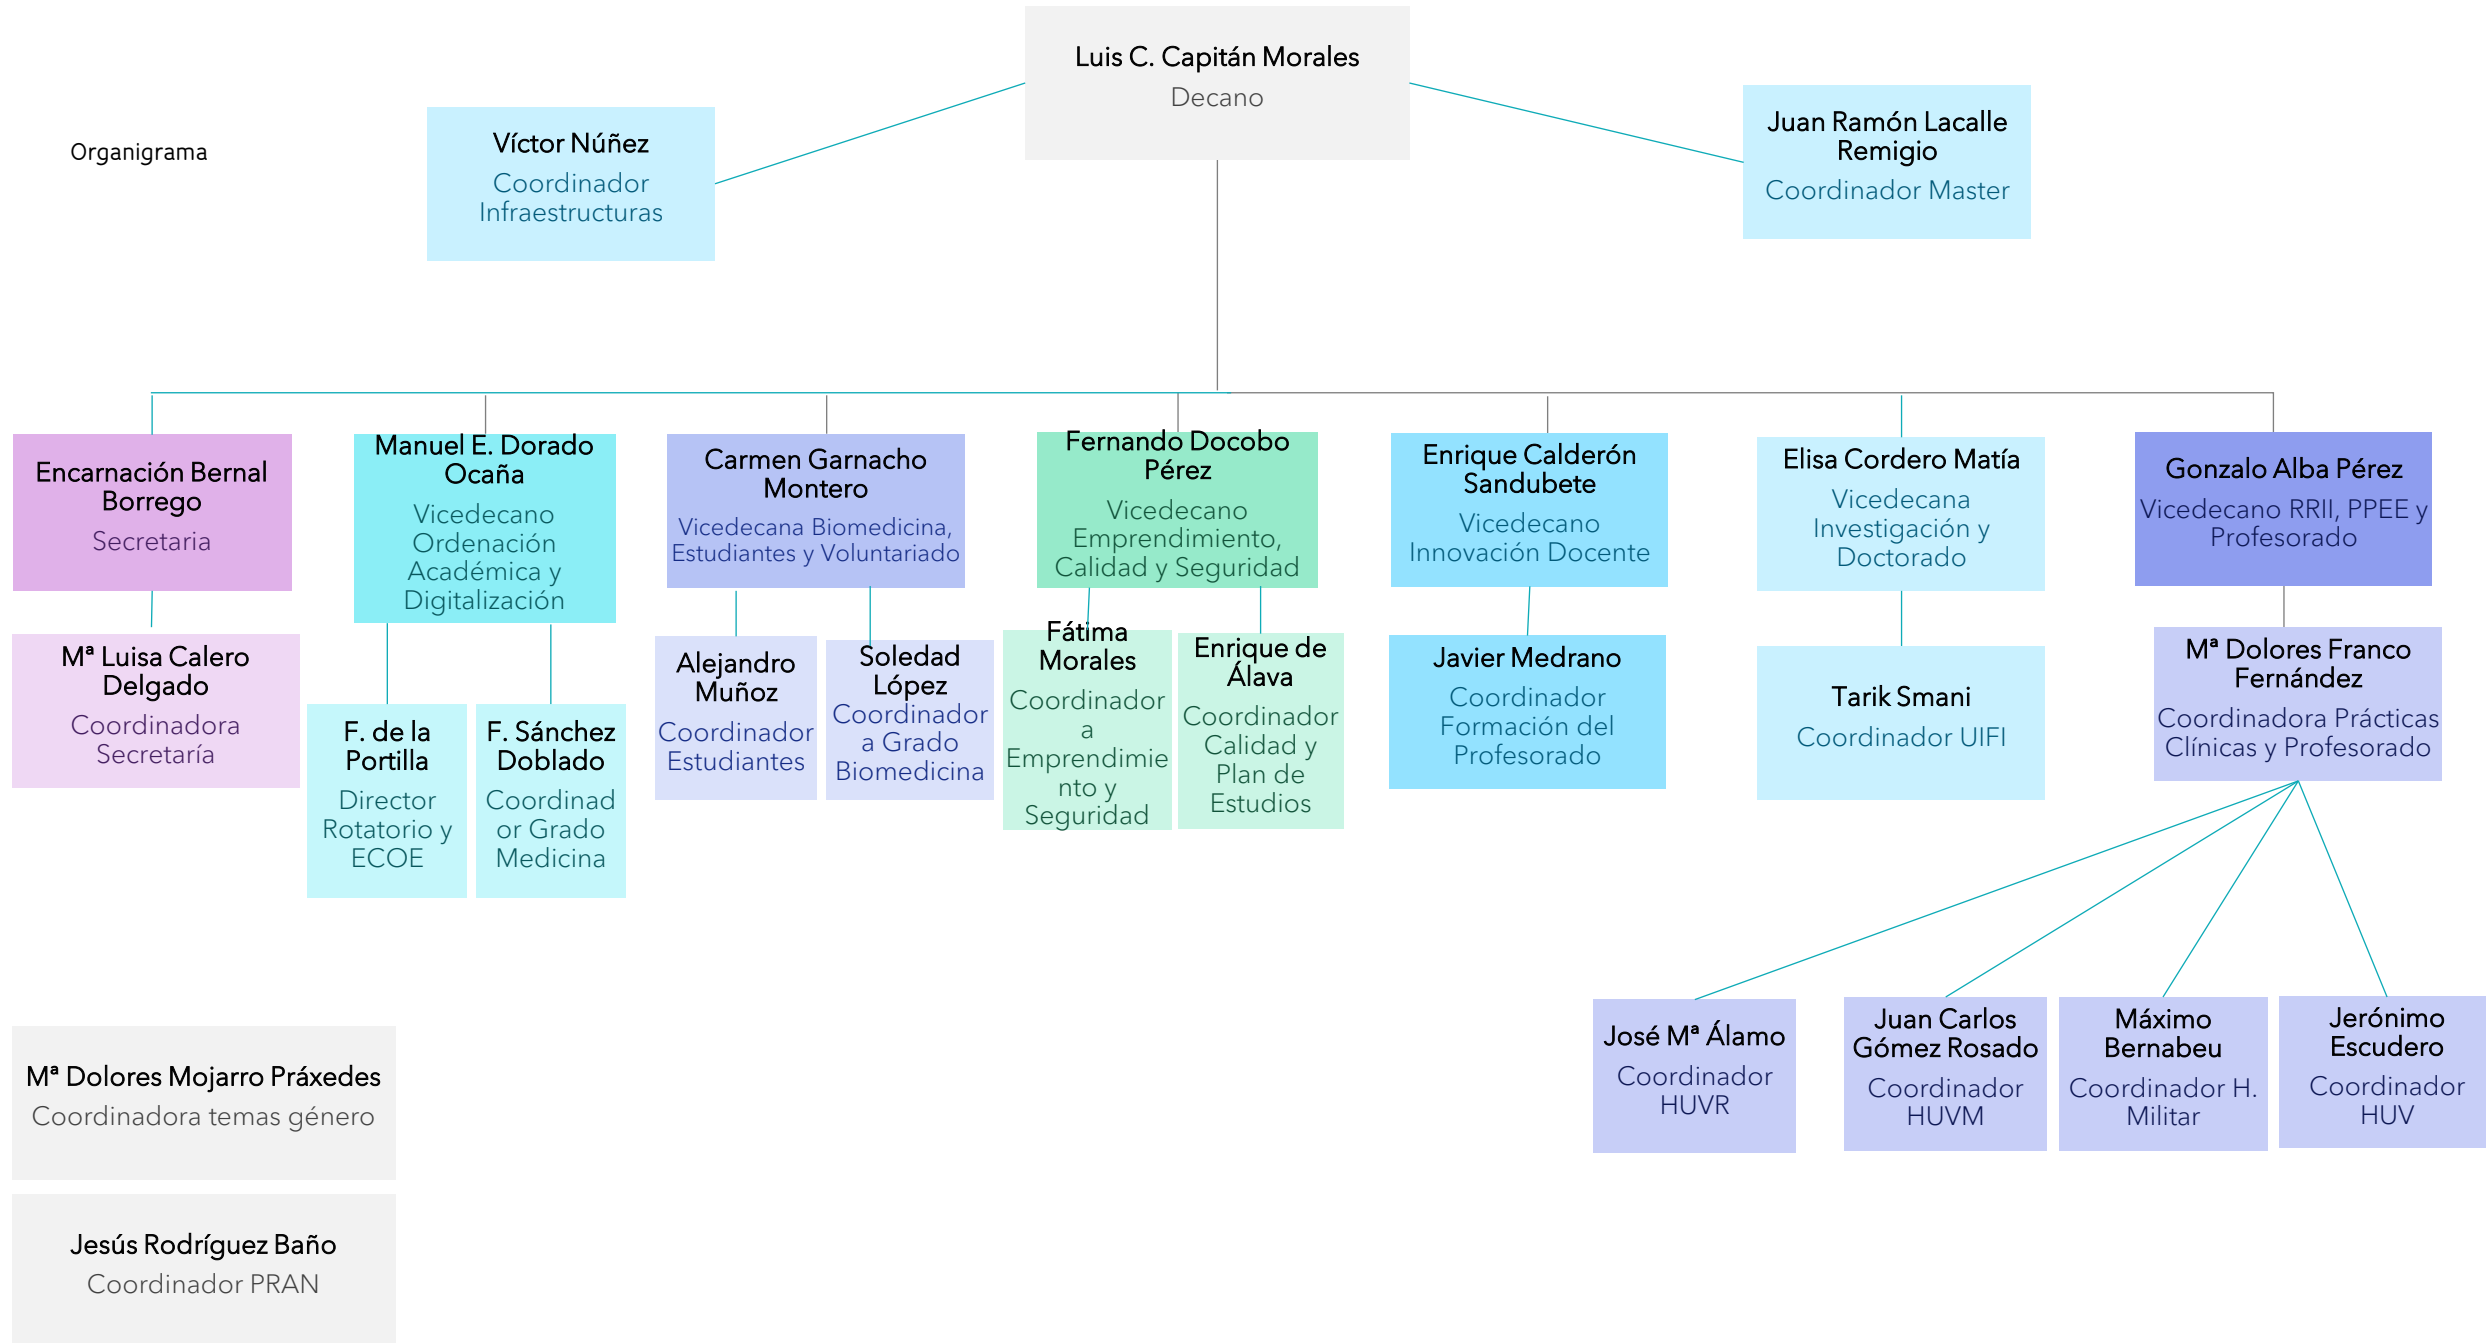 Luis C. Capitán Morales
Decano
Organigrama
Víctor Núñez
Coordinador
Infraestructuras
Juan Ramón Lacalle
Remigio
Coordinador Master
Encarnación Bernal
Borrego
Secretaria
Manuel E. Dorado
Ocaña
Vicedecano
Ordenación
Académica y
Digitalización
Carmen Garnacho
Montero
Vicedecana Biomedicina,
Estudiantes y Voluntariado
Fernando Docobo
Pérez
Vicedecano
Emprendimiento,
Calidad y Seguridad
Enrique Calderón
Sandubete
Vicedecano
Innovación Docente
Elisa Cordero Matía
Vicedecana
Investigación y
Doctorado
Gonzalo Alba Pérez
Vicedecano RRII, PPEE y
Profesorado
Mª Luisa Calero
Delgado
Coordinadora
Secretaría
F. de la
Portilla
Director
Rotatorio y
ECOE
F. Sánchez
Doblado
Coordinad
or Grado
Medicina
Alejandro
Muñoz
Coordinador
Estudiantes
Soledad
López
Coordinador
a Grado
Biomedicina
Fátima
Morales
Coordinador
a
Emprendimie
nto y
Seguridad
Enrique de
Álava
Coordinador
Calidad y
Plan de
Estudios
Javier Medrano
Coordinador
Formación del
Profesorado
Tarik Smani
Coordinador UIFI
Mª Dolores Franco
Fernández
Coordinadora Prácticas
Clínicas y Profesorado
José Mª Álamo
Coordinador
HUVR
Juan Carlos
Gómez Rosado
Coordinador
HUVM
Máximo
Bernabeu
Coordinador H.
Militar
Jerónimo
Escudero
Coordinador
HUV
Mª Dolores Mojarro Práxedes
Coordinadora temas género
Jesús Rodríguez Baño
Coordinador PRAN